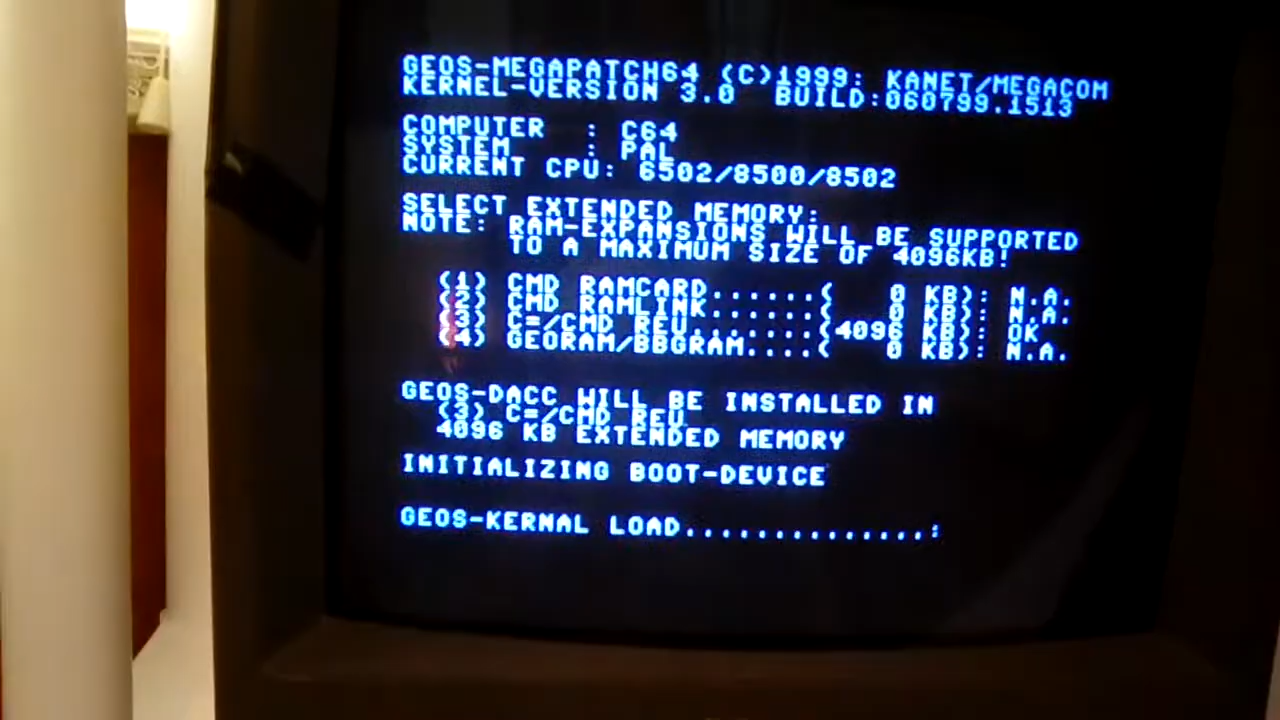 GEOS-MEGAPATCH64 (C)1999: KANET/MEGACOM
KERNEL-VERSION 3.0  BUILD:060799.1513
COMPUTER   : C64
SYSTEM     : PAL
CURRENT CPU: 6502/8500/8502
SELECT EXTENDED MEMORY:
NOTE: RAM-EXPANSIONS WILL BE SUPPORTED
TO A MAXIMUM SIZE OF 4096KB!
(1) CMD RAMCARD......(   0 KB): N.A.
(2) CMD RAMLINK......(   0 KB): N.A.
(3) C=/CMD REU.......(4096 KB): OK
(4) GEORAM/BBGRAM....(   0 KB): N.A.
GEOS-DACC WILL BE INSTALLED IN
(3) C=/CMD REU
4096 KB EXTENDED MEMORY
INITIALIZING BOOT-DEVICE
GEOS-KERNAL LOAD..............: